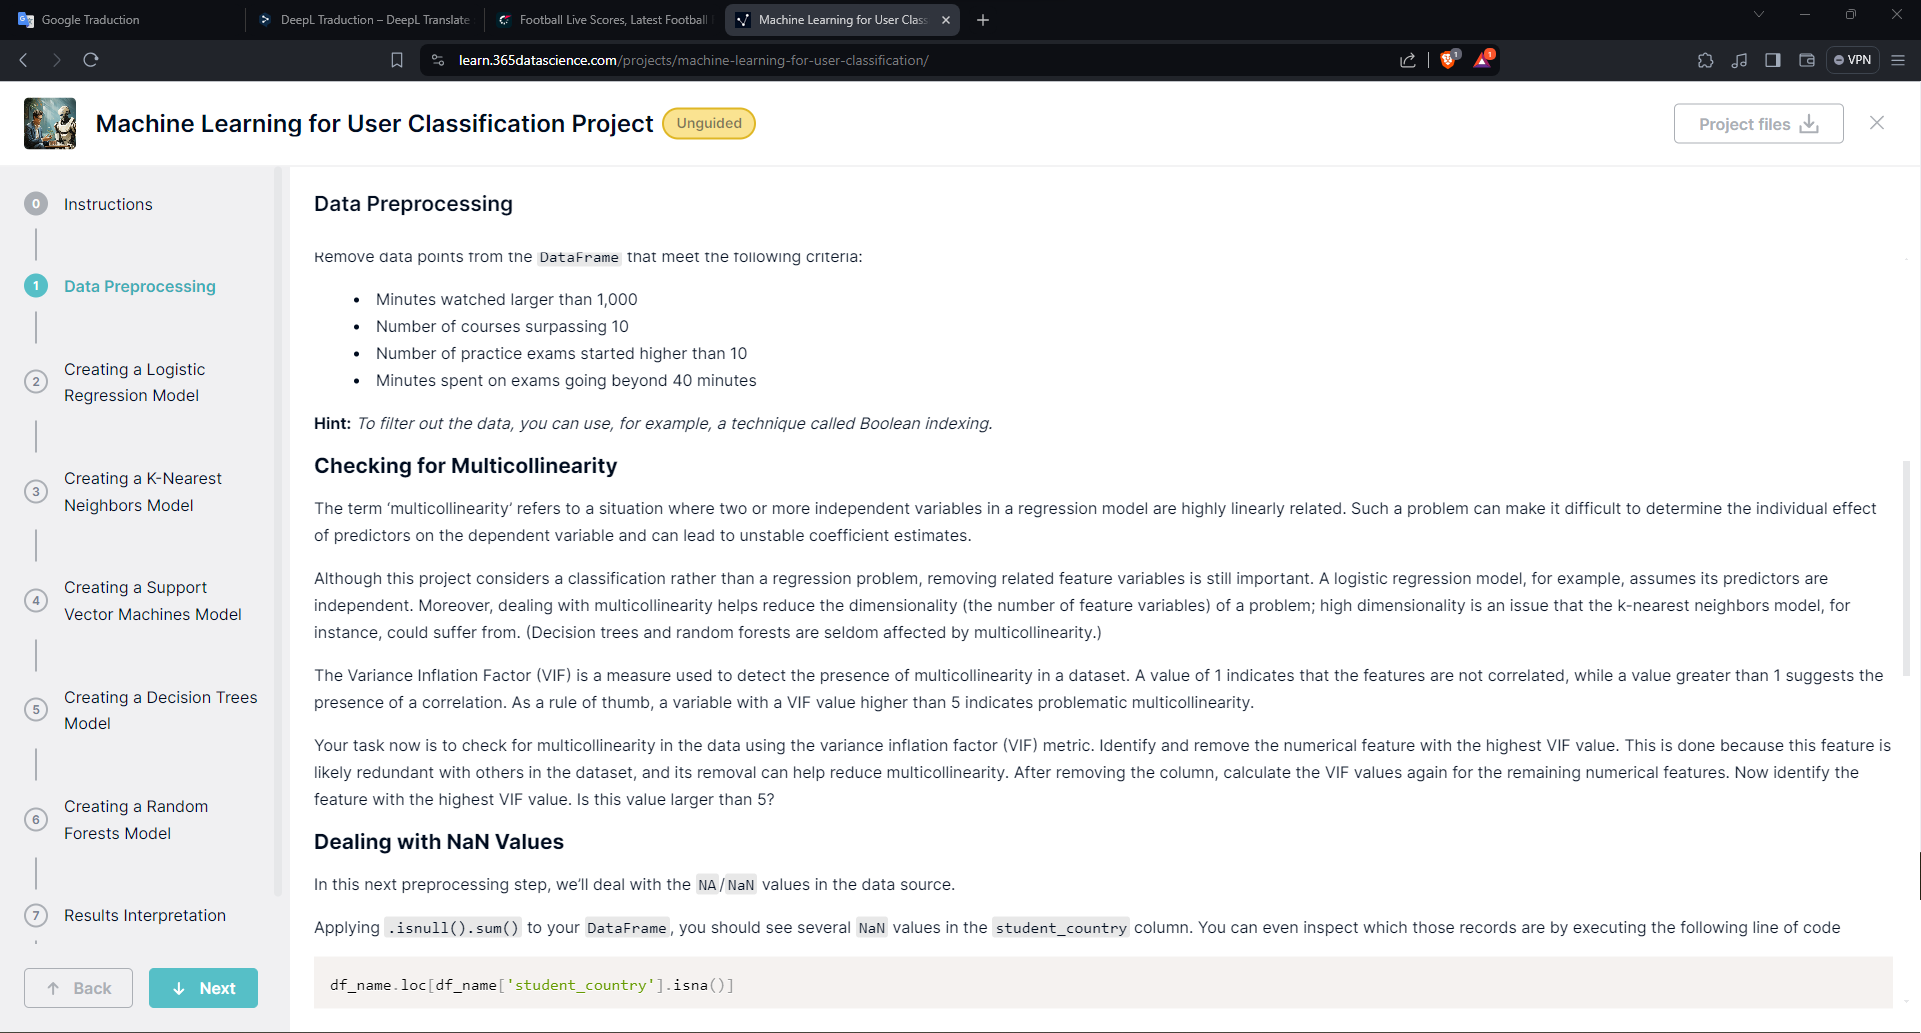 Google Traduction
DeepL Traduction – DeepL Translate
Football Live Scores, Latest Football
Machine Learning for User Class
learn.365datascience.com/projects/machine-learning-for-user-classification/
1
1
VPN
Machine Learning for User Classification Project
Unguided
Project files
0
Instructions
1
Data Preprocessing
2
Creating a Logistic
Regression Model
3
Creating a K-Nearest
Neighbors Model
4
Creating a Support
Vector Machines Model
5
Creating a Decision Trees
Model
6
Creating a Random
Forests Model
7
Results Interpretation
Back
Next
Data Preprocessing
Remove data points from the DataFrame that meet the following criteria:
• Minutes watched larger than 1,000
• Number of courses surpassing 10
• Number of practice exams started higher than 10
• Minutes spent on exams going beyond 40 minutes
Hint: To filter out the data, you can use, for example, a technique called Boolean indexing.
Checking for Multicollinearity
The term ‘multicollinearity’ refers to a situation where two or more independent variables in a regression model are highly linearly related. Such a problem can make it difficult to determine the individual effect
of predictors on the dependent variable and can lead to unstable coefficient estimates.
Although this project considers a classification rather than a regression problem, removing related feature variables is still important. A logistic regression model, for example, assumes its predictors are
independent. Moreover, dealing with multicollinearity helps reduce the dimensionality (the number of feature variables) of a problem; high dimensionality is an issue that the k-nearest neighbors model, for
instance, could suffer from. (Decision trees and random forests are seldom affected by multicollinearity.)
The Variance Inflation Factor (VIF) is a measure used to detect the presence of multicollinearity in a dataset. A value of 1 indicates that the features are not correlated, while a value greater than 1 suggests the
presence of a correlation. As a rule of thumb, a variable with a VIF value higher than 5 indicates problematic multicollinearity.
Your task now is to check for multicollinearity in the data using the variance inflation factor (VIF) metric. Identify and remove the numerical feature with the highest VIF value. This is done because this feature is
likely redundant with others in the dataset, and its removal can help reduce multicollinearity. After removing the column, calculate the VIF values again for the remaining numerical features. Now identify the
feature with the highest VIF value. Is this value larger than 5?
Dealing with NaN Values
In this next preprocessing step, we’ll deal with the NA/NaN values in the data source.
Applying .isnull().sum() to your DataFrame, you should see several NaN values in the student_country column. You can even inspect which those records are by executing the following line of code
df_name.loc[df_name['student_country'].isna()]